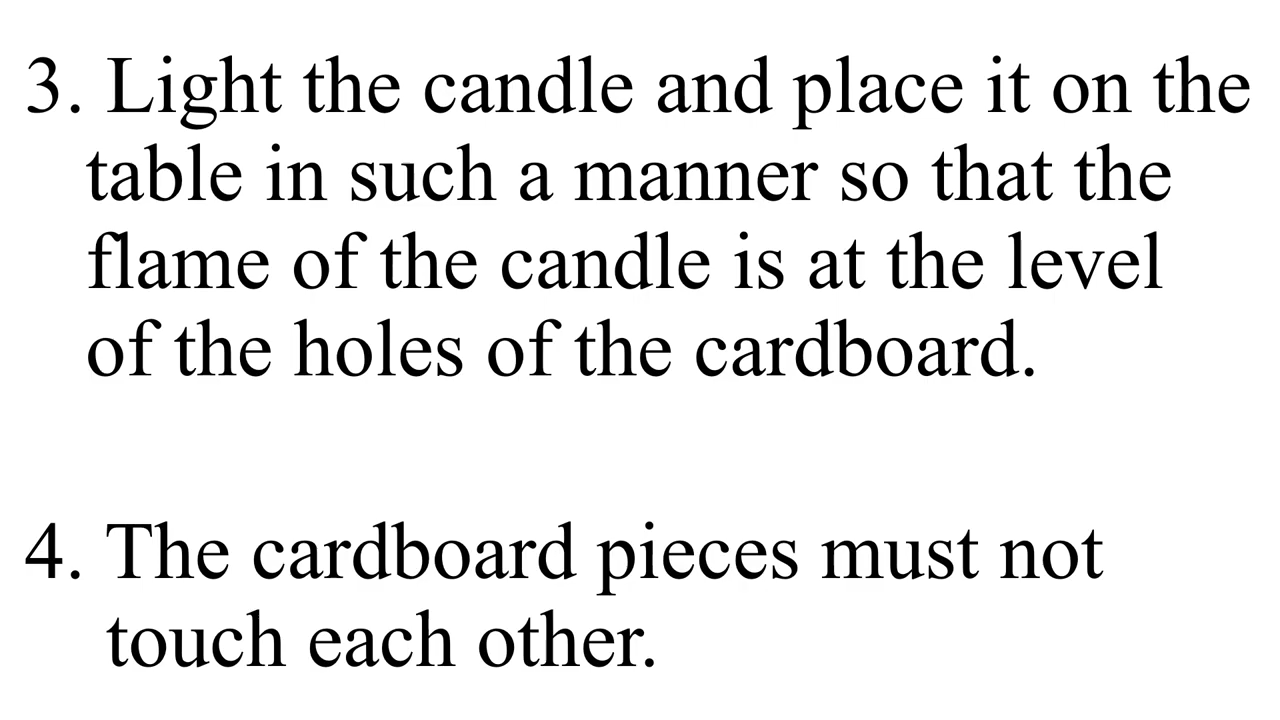 3. Light the candle and place it on the
table in such a manner so that the
flame of the candle is at the level
of the holes of the cardboard.
4. The cardboard pieces must not
touch each other.